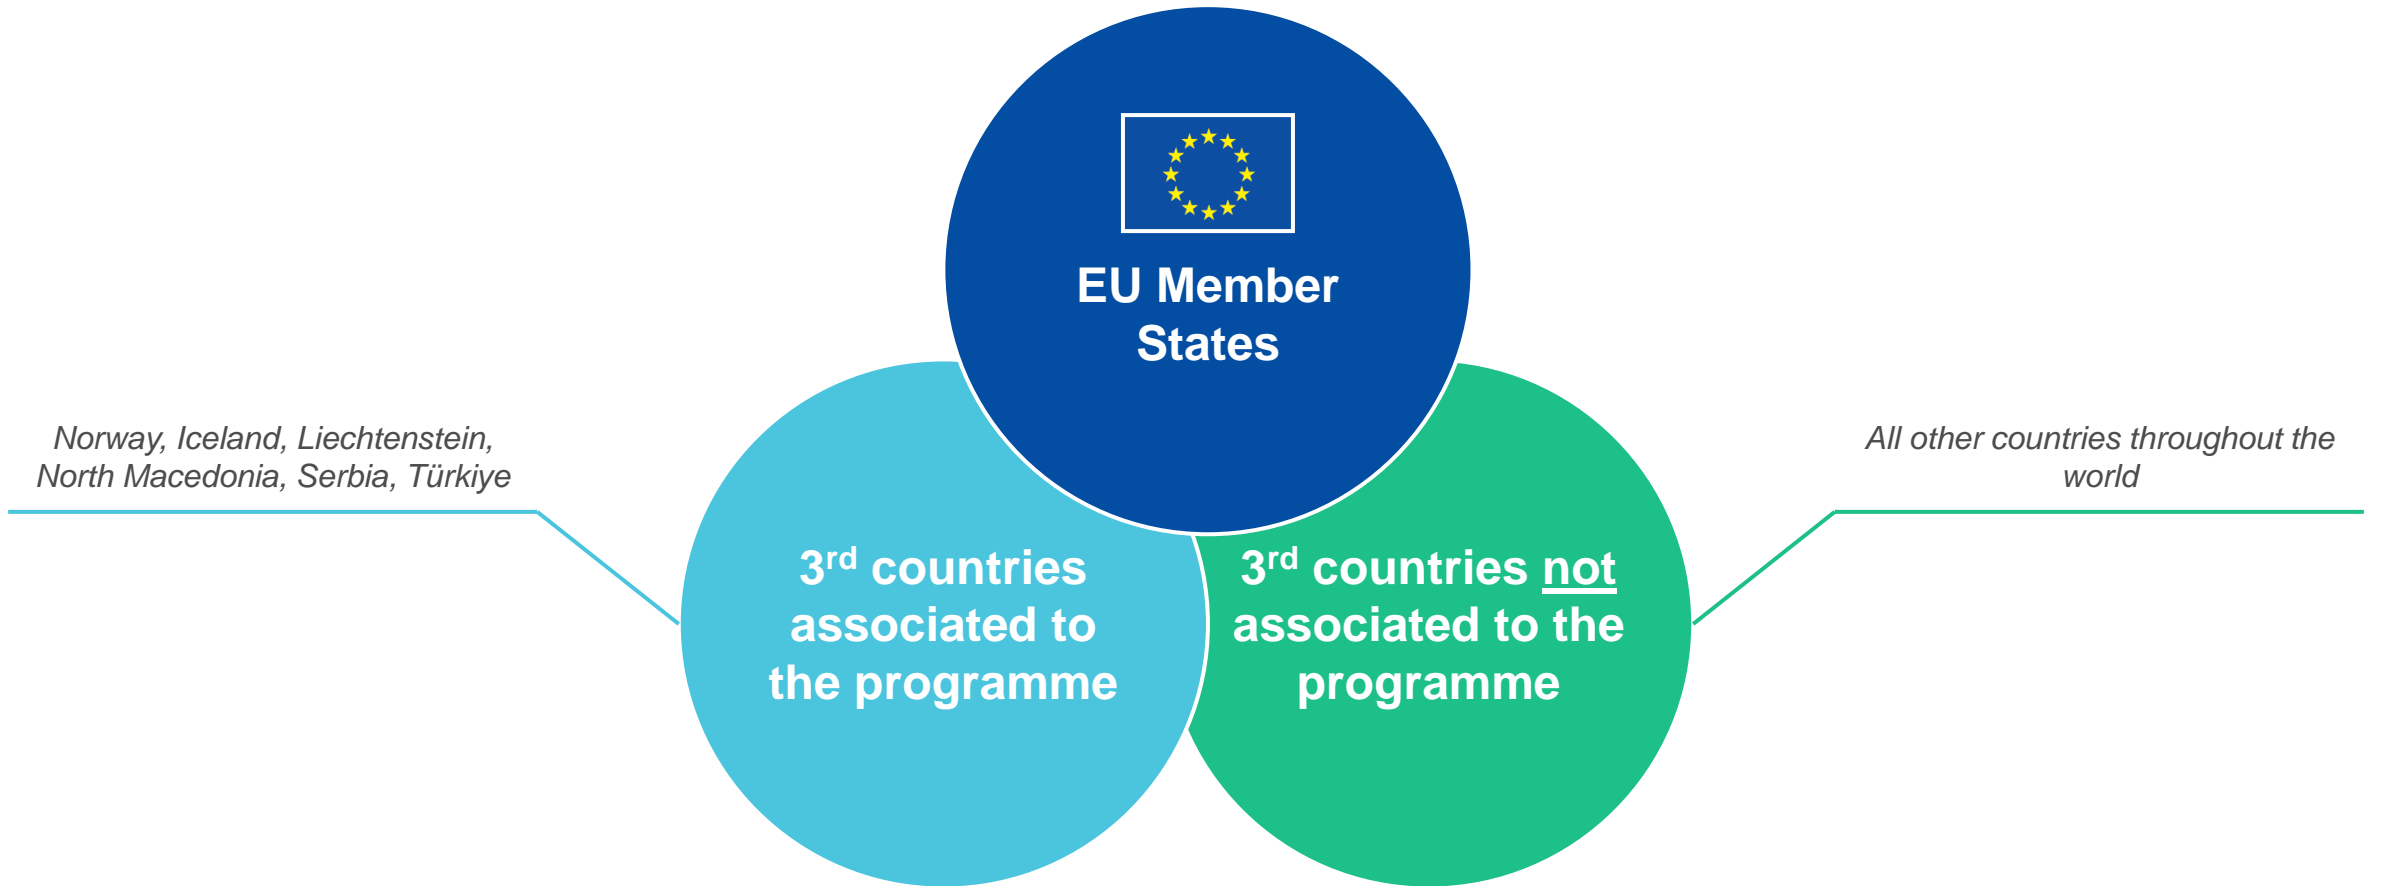 EU Member
States
Norway, Iceland, Liechtenstein,
North Macedonia, Serbia, Türkiye
All other countries throughout the
world
3rd countries
associated to
the programme
3rd countries not
associated to the
programme